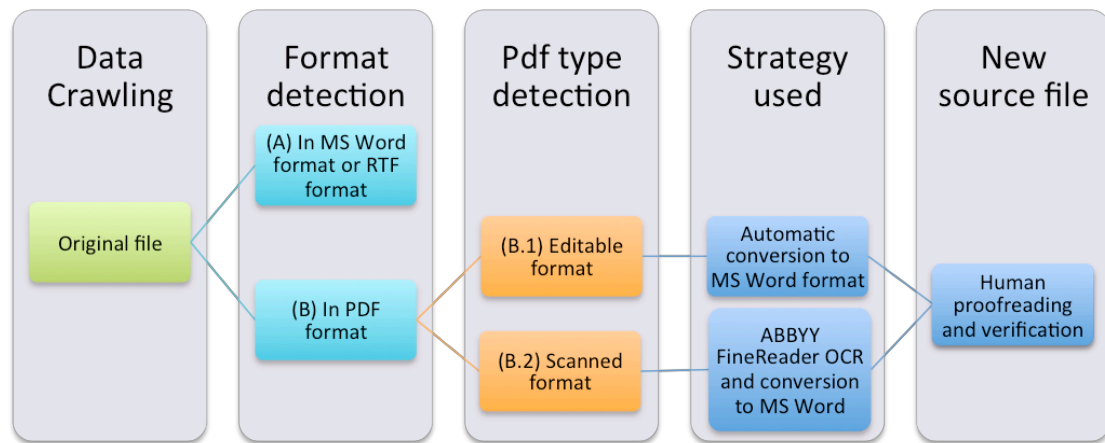 Data
Crawling
Format
detection
Pdf type
detection
Strategy
used
New
source file
Original file
(A) In MS Word
format or RTF
format
(B) In PDF
format
(B.1) Editable
format
(B.2) Scanned
format
Automatic
conversion to
MS Word format
ABBYY
FineReader OCR
and conversion
to MS Word
Human
proofreading
and verification